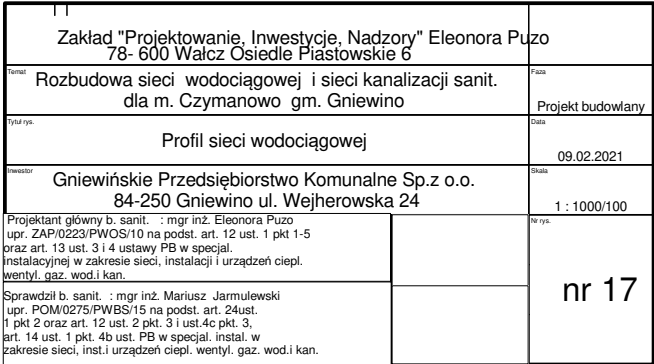 Zakład "Projektowanie, Inwestycje, Nadzory" Eleonora Puzo
78- 600 Wałcz Osiedle Piastowskie 6
Temat
Rozbudowa sieci wodociągowej i sieci kanalizacji sanit.
dla m. Czymanowo gm. Gniewino
Faza
Projekt budowlany
Tytuł rys.
Profil sieci wodociągowej
Data
09.02.2021
Inwestor
Gniewińskie Przedsiębiorstwo Komunalne Sp.z o.o.
84-250 Gniewino ul. Wejherowska 24
Skala
1 : 1000/100
Projektant główny b. sanit. : mgr inż. Eleonora Puzo
upr. ZAP/0223/PWOS/10 na podst. art. 12 ust. 1 pkt 1-5
oraz art. 13 ust. 3 i 4 ustawy PB w specjal.
instalacyjnej w zakresie sieci, instalacji i urządzeń ciepl.
wentyl. gaz. wod.i kan.
Nr rys.
nr 17
Sprawdził b. sanit. : mgr inż. Mariusz Jarmulewski
upr. POM/0275/PWBS/15 na podst. art. 24ust.
1 pkt 2 oraz art. 12 ust. 2 pkt. 3 i ust.4c pkt. 3,
art. 14 ust. 1 pkt. 4b ust. PB w specjal. instal. w
zakresie sieci, inst.i urządzeń ciepl. wentyl. gaz. wod.i kan.